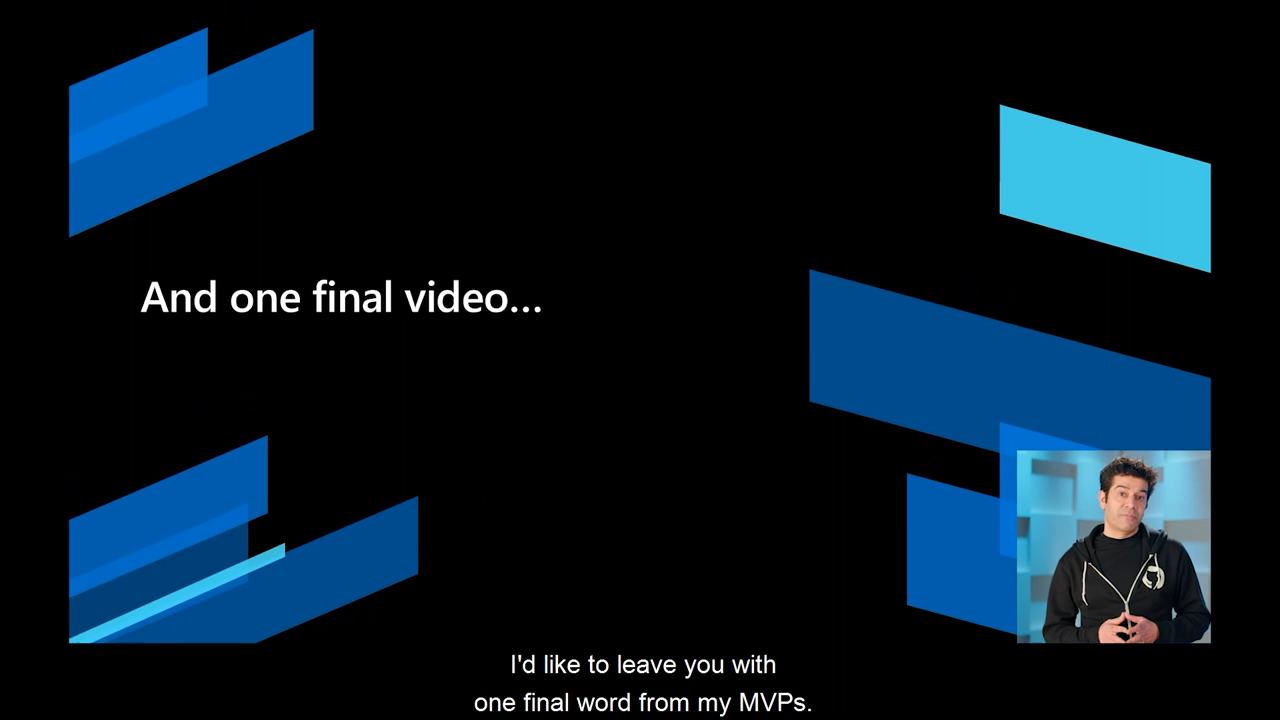 And one final video...
I'd like to leave you with
one final word from my MVPs.